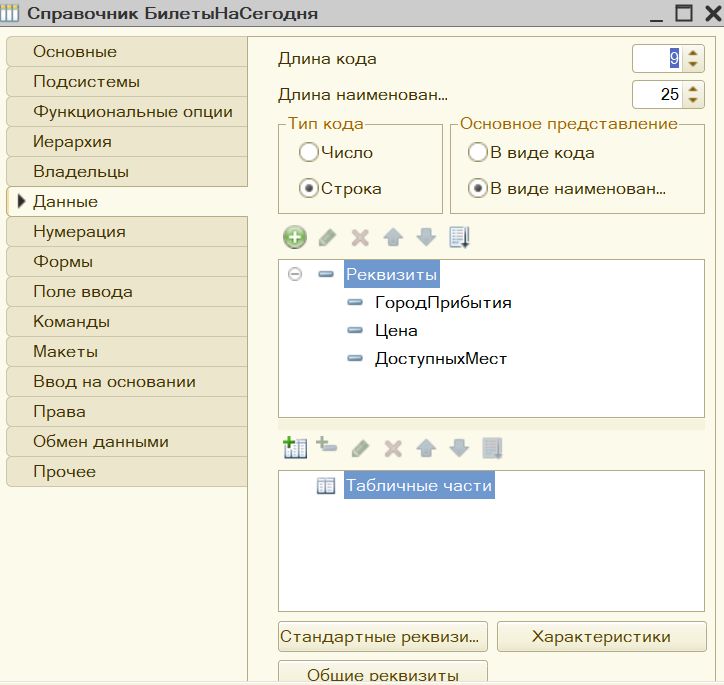 Справочник БилетыНаСегодня
Основные
Подсистемы
Функциональные опции
Иерархия
Владельцы
Данные
Нумерация
Формы
Поле ввода
Команды
Макеты
Ввод на основании
Права
Обмен данными
Прочее
Длина кода 9
Длина наименован... 25
Тип кода
Число
Строка
Основное представление
В виде кода
В виде наименован...
Реквизиты
ГородПрибытия
Цена
ДоступныхМест
Табличные части
Стандартные реквизи... Характеристики
Общие реквизиты